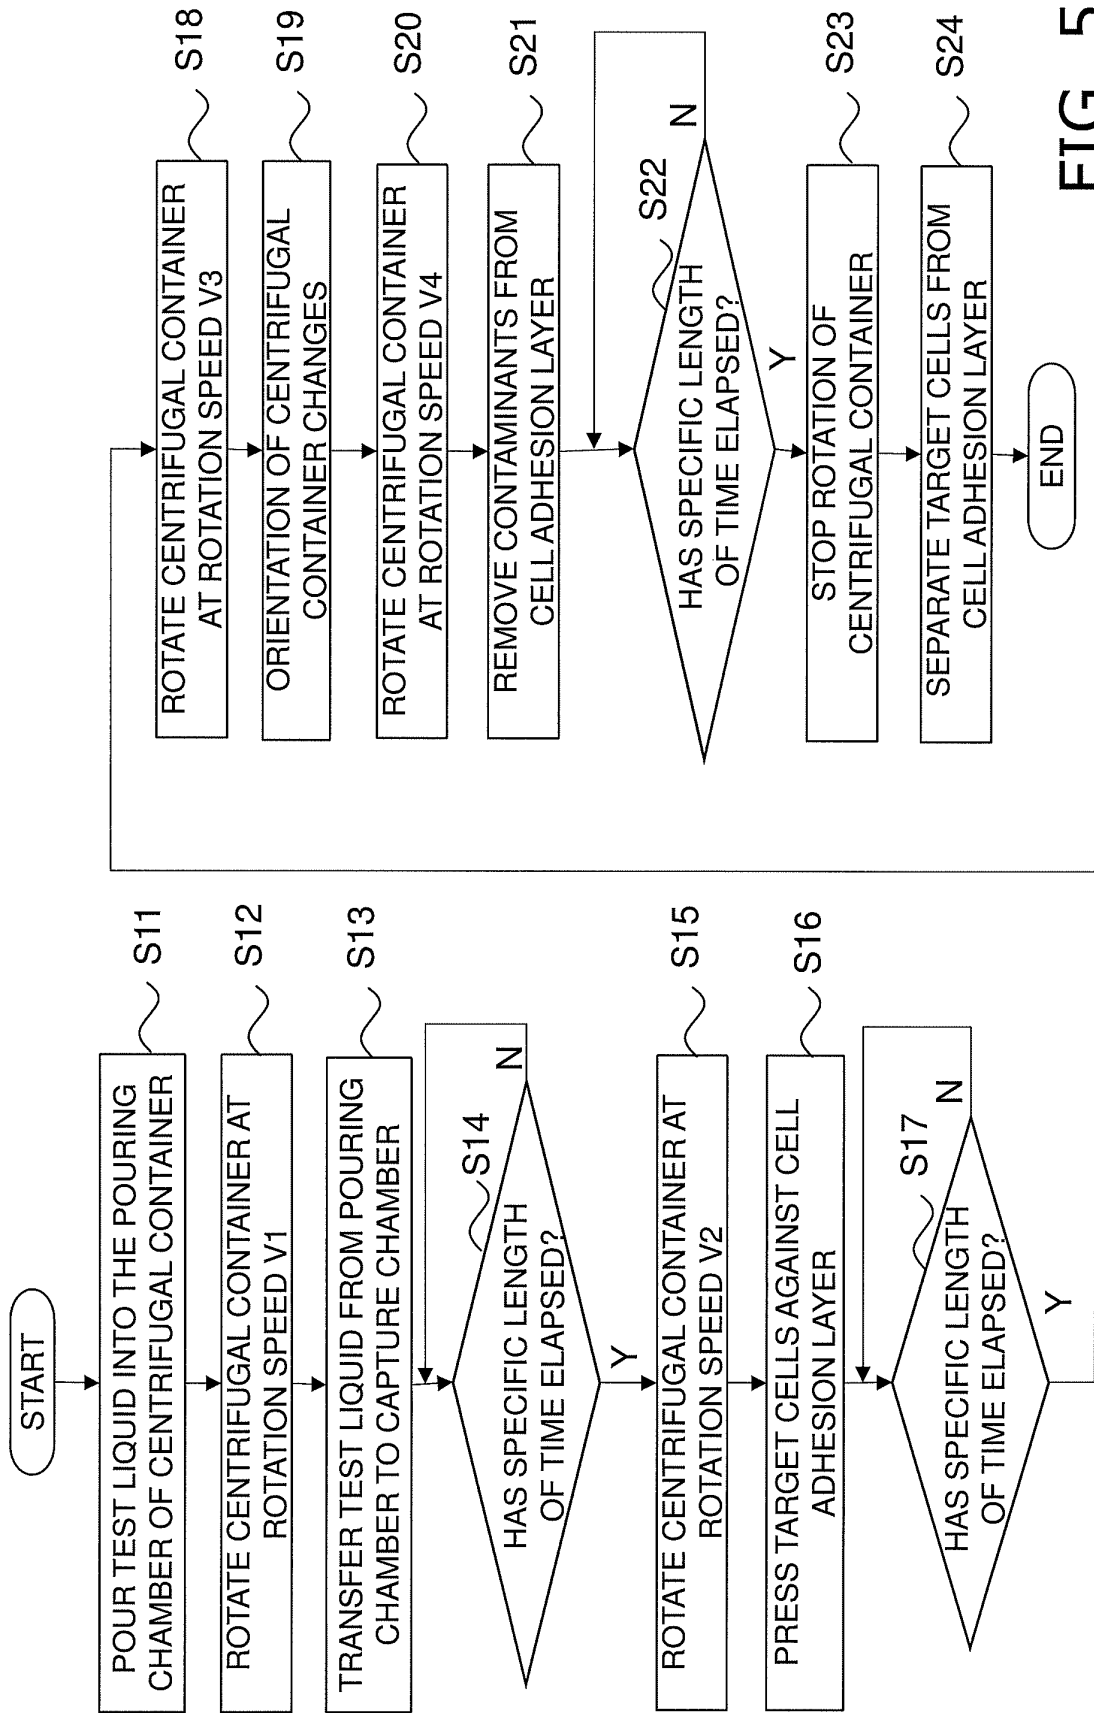 START
POUR TEST LIQUID INTO THE POURING
CHAMBER OF CENTRIFUGAL CONTAINER
S11
ROTATE CENTRIFUGAL CONTAINER AT
ROTATION SPEED V1
S12
TRANSFER TEST LIQUID FROM POURING
CHAMBER TO CAPTURE CHAMBER
S13
S14
HAS SPECIFIC LENGTH
OF TIME ELAPSED?
N
Y
ROTATE CENTRIFUGAL CONTAINER AT
ROTATION SPEED V2
S15
PRESS TARGET CELLS AGAINST CELL
ADHESION LAYER
S16
S17
HAS SPECIFIC LENGTH
OF TIME ELAPSED?
N
Y
ROTATE CENTRIFUGAL CONTAINER
AT ROTATION SPEED V3
S18
ORIENTATION OF CENTRIFUGAL
CONTAINER CHANGES
S19
ROTATE CENTRIFUGAL CONTAINER
AT ROTATION SPEED V4
S20
REMOVE CONTAMINANTS FROM
CELL ADHESION LAYER
S21
S22
HAS SPECIFIC LENGTH
OF TIME ELAPSED?
N
Y
STOP ROTATION OF
CENTRIFUGAL CONTAINER
S23
SEPARATE TARGET CELLS FROM
CELL ADHESION LAYER
S24
END
FIG. 5